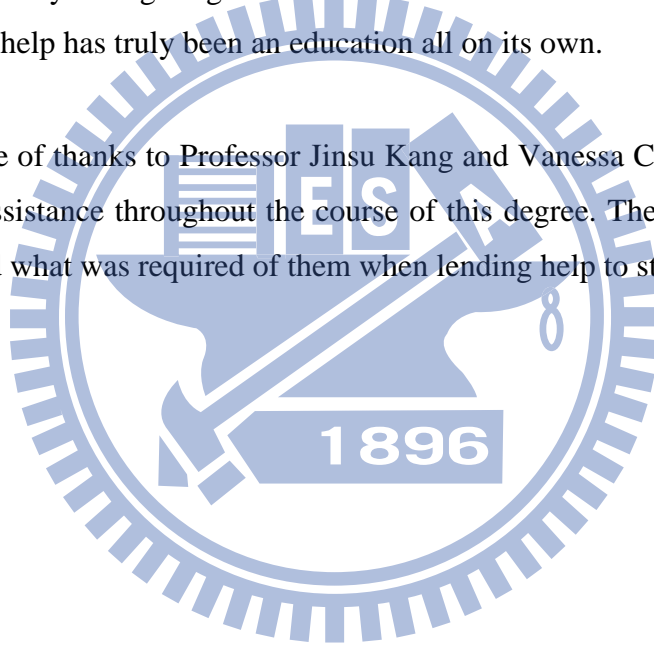 help has truly been an education all on its own.
e of thanks to Professor Jinsu Kang and Vanessa C
ssistance throughout the course of this degree. The
what was required of them when lending help to st
E S A
1896